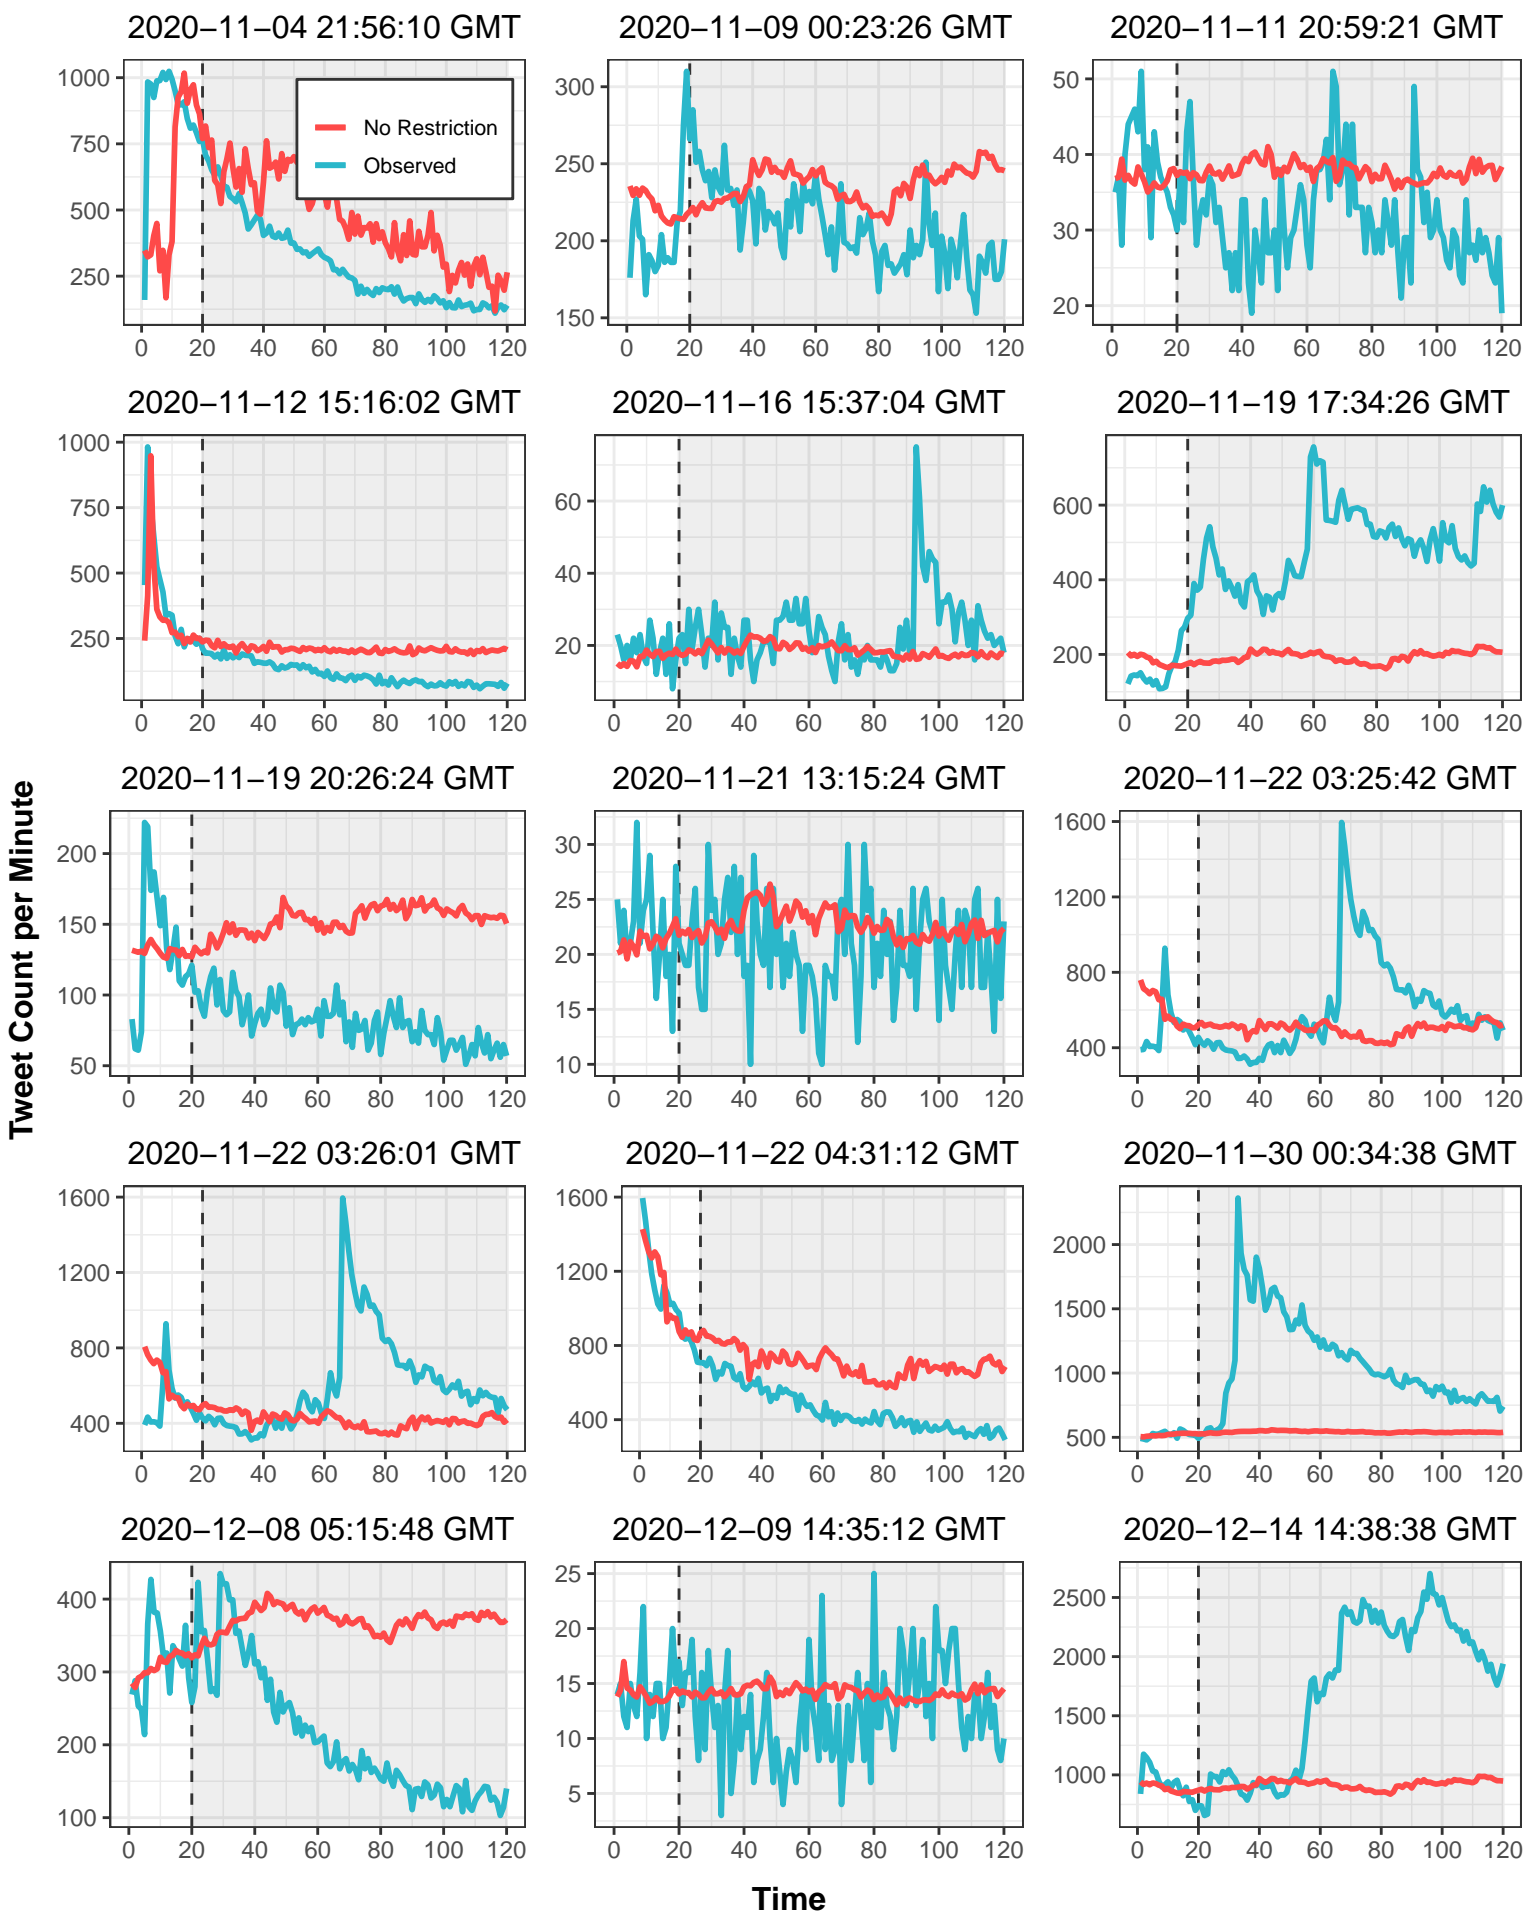 2020−11−04 21:56:10 GMT
2020−11−09 00:23:26 GMT
2020−11−11 20:59:21 GMT
1000
750
500
250
No Restriction
Observed
0 20 40 60 80 100 120
300
250
200
150
0 20 40 60 80 100 120
50
40
30
20
0 20 40 60 80 100 120
2020−11−12 15:16:02 GMT
2020−11−16 15:37:04 GMT
2020−11−19 17:34:26 GMT
1000
750
500
250
0 20 40 60 80 100 120
60
40
20
0 20 40 60 80 100 120
600
400
200
0 20 40 60 80 100 120
Tweet Count per Minute
2020−11−19 20:26:24 GMT
2020−11−21 13:15:24 GMT
2020−11−22 03:25:42 GMT
200
150
100
50
0 20 40 60 80 100 120
30
25
20
15
10
0 20 40 60 80 100 120
1600
1200
800
400
0 20 40 60 80 100 120
2020−11−22 03:26:01 GMT
2020−11−22 04:31:12 GMT
2020−11−30 00:34:38 GMT
1600
1200
800
400
0 20 40 60 80 100 120
1600
1200
800
400
0 20 40 60 80 100 120
2000
1500
1000
500
0 20 40 60 80 100 120
2020−12−08 05:15:48 GMT
2020−12−09 14:35:12 GMT
2020−12−14 14:38:38 GMT
400
300
200
100
0 20 40 60 80 100 120
25
20
15
10
5
0 20 40 60 80 100 120
2500
2000
1500
1000
0 20 40 60 80 100 120
Time